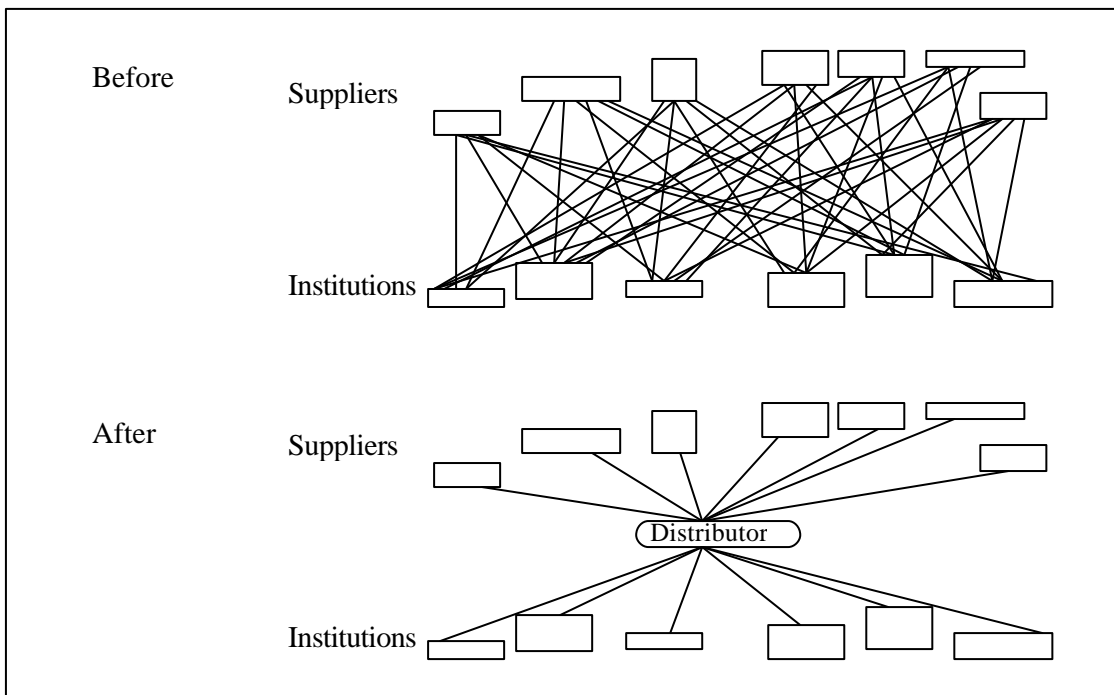 Before
Suppliers
Institutions
After
Suppliers
Distributor
Institutions